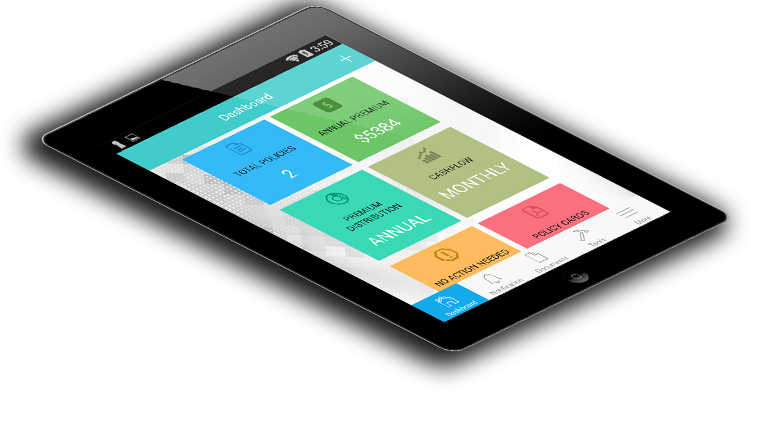 3:59
Dashboard
+
TOTAL POLICIES
2
ANNUAL PREMIUM
$5384
PREMIUM
DISTRIBUTION
ANNUAL
CASHFLOW
MONTHLY
NO ACTION NEEDED
POLICY CARDS
Dashboard
Notification
Documents
Tools
More